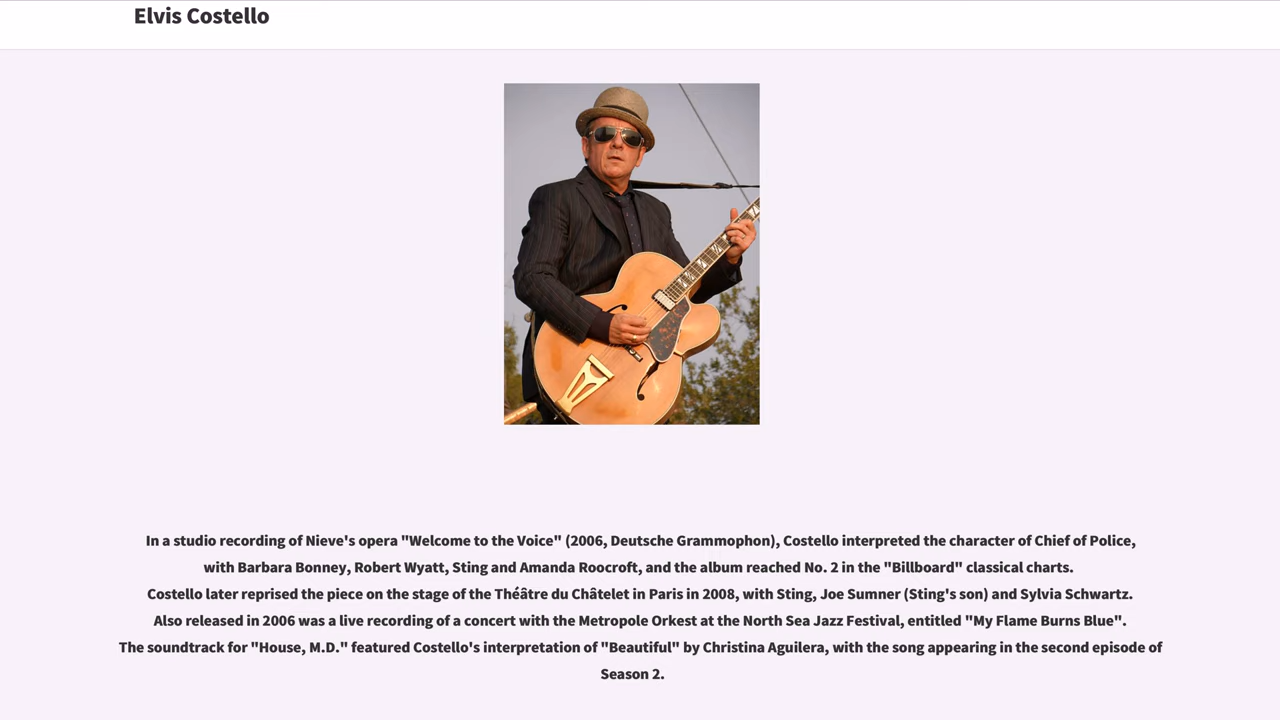 Elvis Costello
In a studio recording of Nieve's opera "Welcome to the Voice" (2006, Deutsche Grammophon), Costello interpreted the character of Chief of Police,
with Barbara Bonney, Robert Wyatt, Sting and Amanda Roocroft, and the album reached No. 2 in the "Billboard" classical charts.
Costello later reprised the piece on the stage of the Théâtre du Châtelet in Paris in 2008, with Sting, Joe Sumner (Sting's son) and Sylvia Schwartz.
Also released in 2006 was a live recording of a concert with the Metropole Orkest at the North Sea Jazz Festival, entitled "My Flame Burns Blue".
The soundtrack for "House, M.D." featured Costello's interpretation of "Beautiful" by Christina Aguilera, with the song appearing in the second episode of
Season 2.